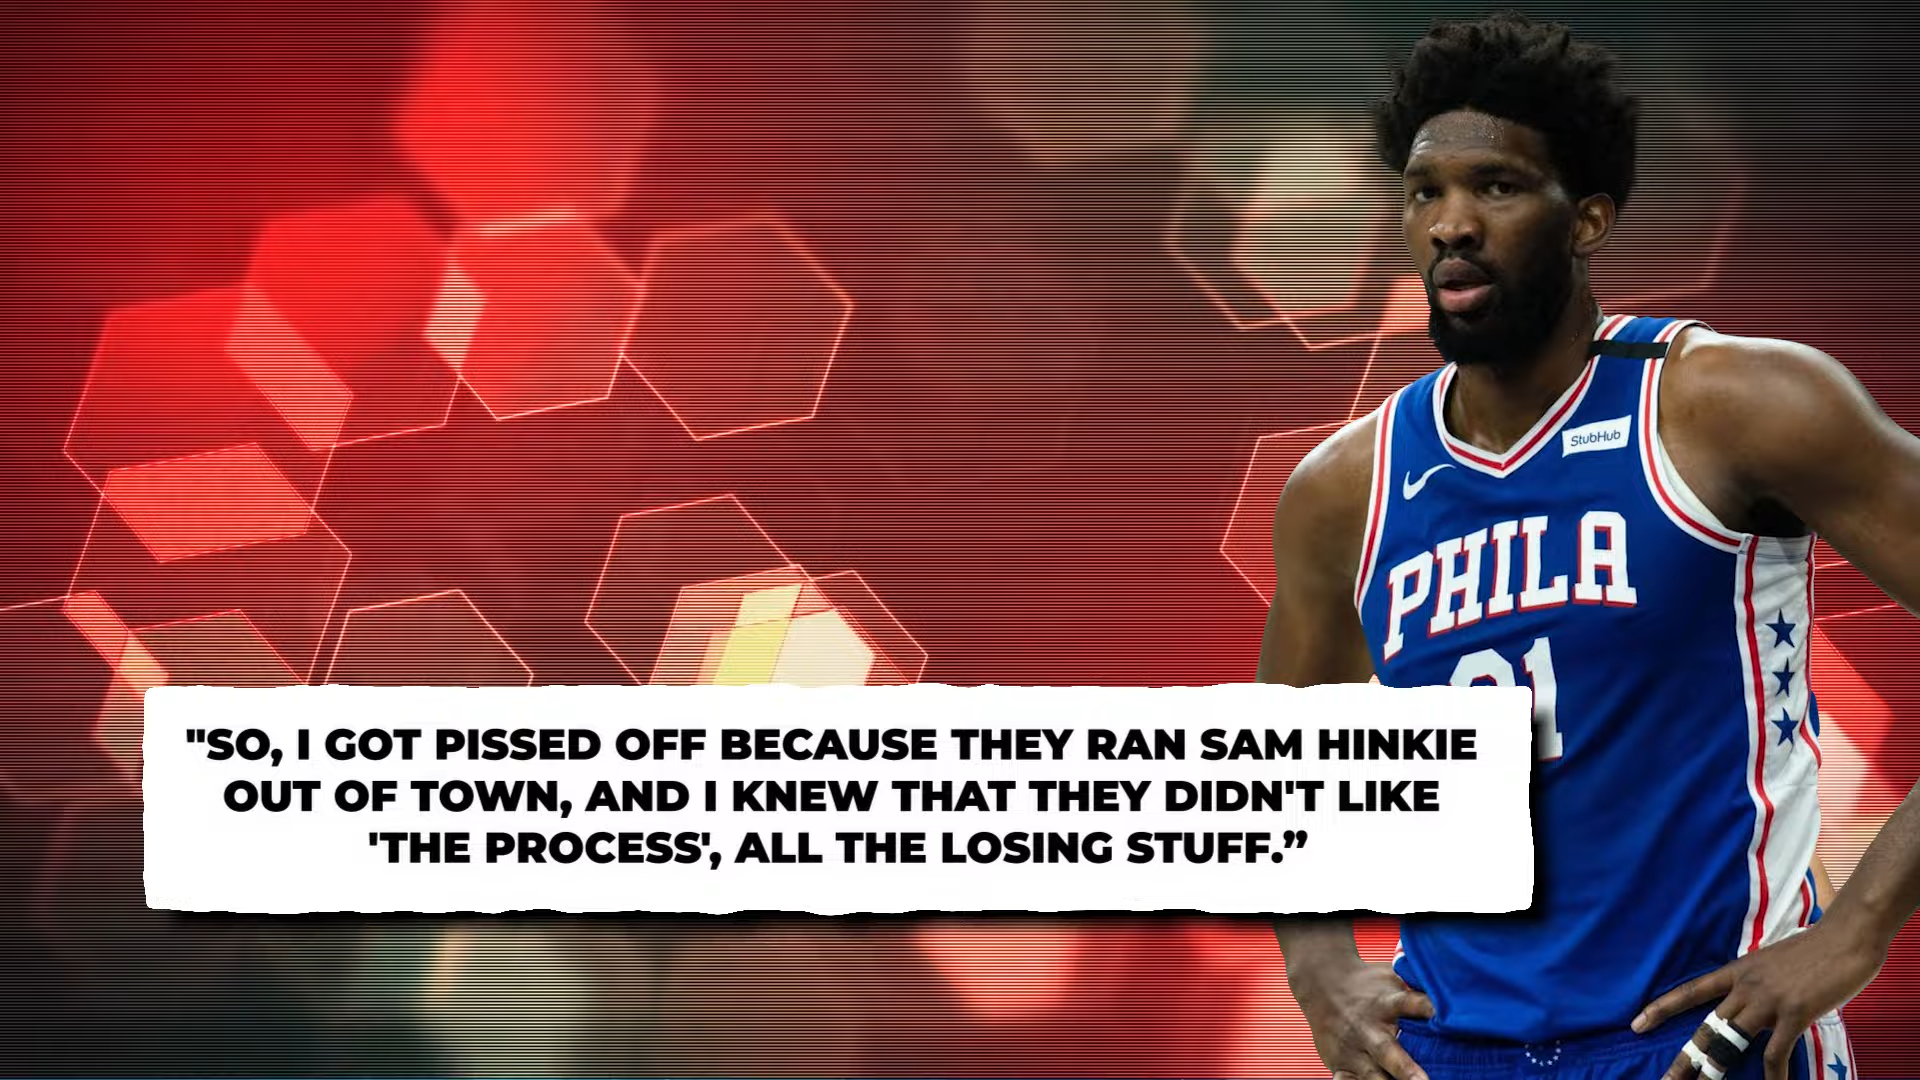 StubHub
PHILA
21
"SO, I GOT PISSED OFF BECAUSE THEY RAN SAM HINKIE
OUT OF TOWN, AND I KNEW THAT THEY DIDN'T LIKE
'THE PROCESS', ALL THE LOSING STUFF.”